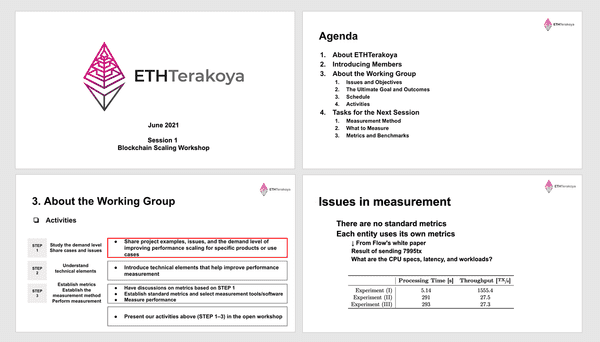 ETHTerakoya
June 2021
Session 1
Blockchain Scaling Workshop
ETHTerakoya
Agenda
1. About ETHTerakoya
2. Introducing Members
3. About the Working Group
1. Issues and Objectives
2. The Ultimate Goal and Outcomes
3. Schedule
4. Activities
4. Tasks for the Next Session
1. Measurement Method
2. What to Measure
3. Metrics and Benchmarks
ETHTerakoya
3. About the Working Group
❑ Activities
STEP 1
Study the demand level
Share cases and issues
● Share project examples, issues, and the demand level of
improving performance scaling for specific products or use
cases
STEP 2
Understand
technical elements
● Introduce technical elements that help improve performance
measurement
STEP 3
Establish metrics
Establish the
measurement method
Perform measurement
● Have discussions on metrics based on STEP 1
● Establish standard metrics and select measurement tools/software
● Measure performance
● Present our activities above (STEP 1–3) in the open workshop
ETHTerakoya
Issues in measurement
There are no standard metrics
Each entity uses its own metrics
↓ From Flow's white paper
Result of sending 7995tx
What are the CPU specs, latency, and workloads?
Processing Time [s] Throughput [TX/s]
Experiment (I) 5.14 1555.4
Experiment (II) 291 27.5
Experiment (III) 293 27.3